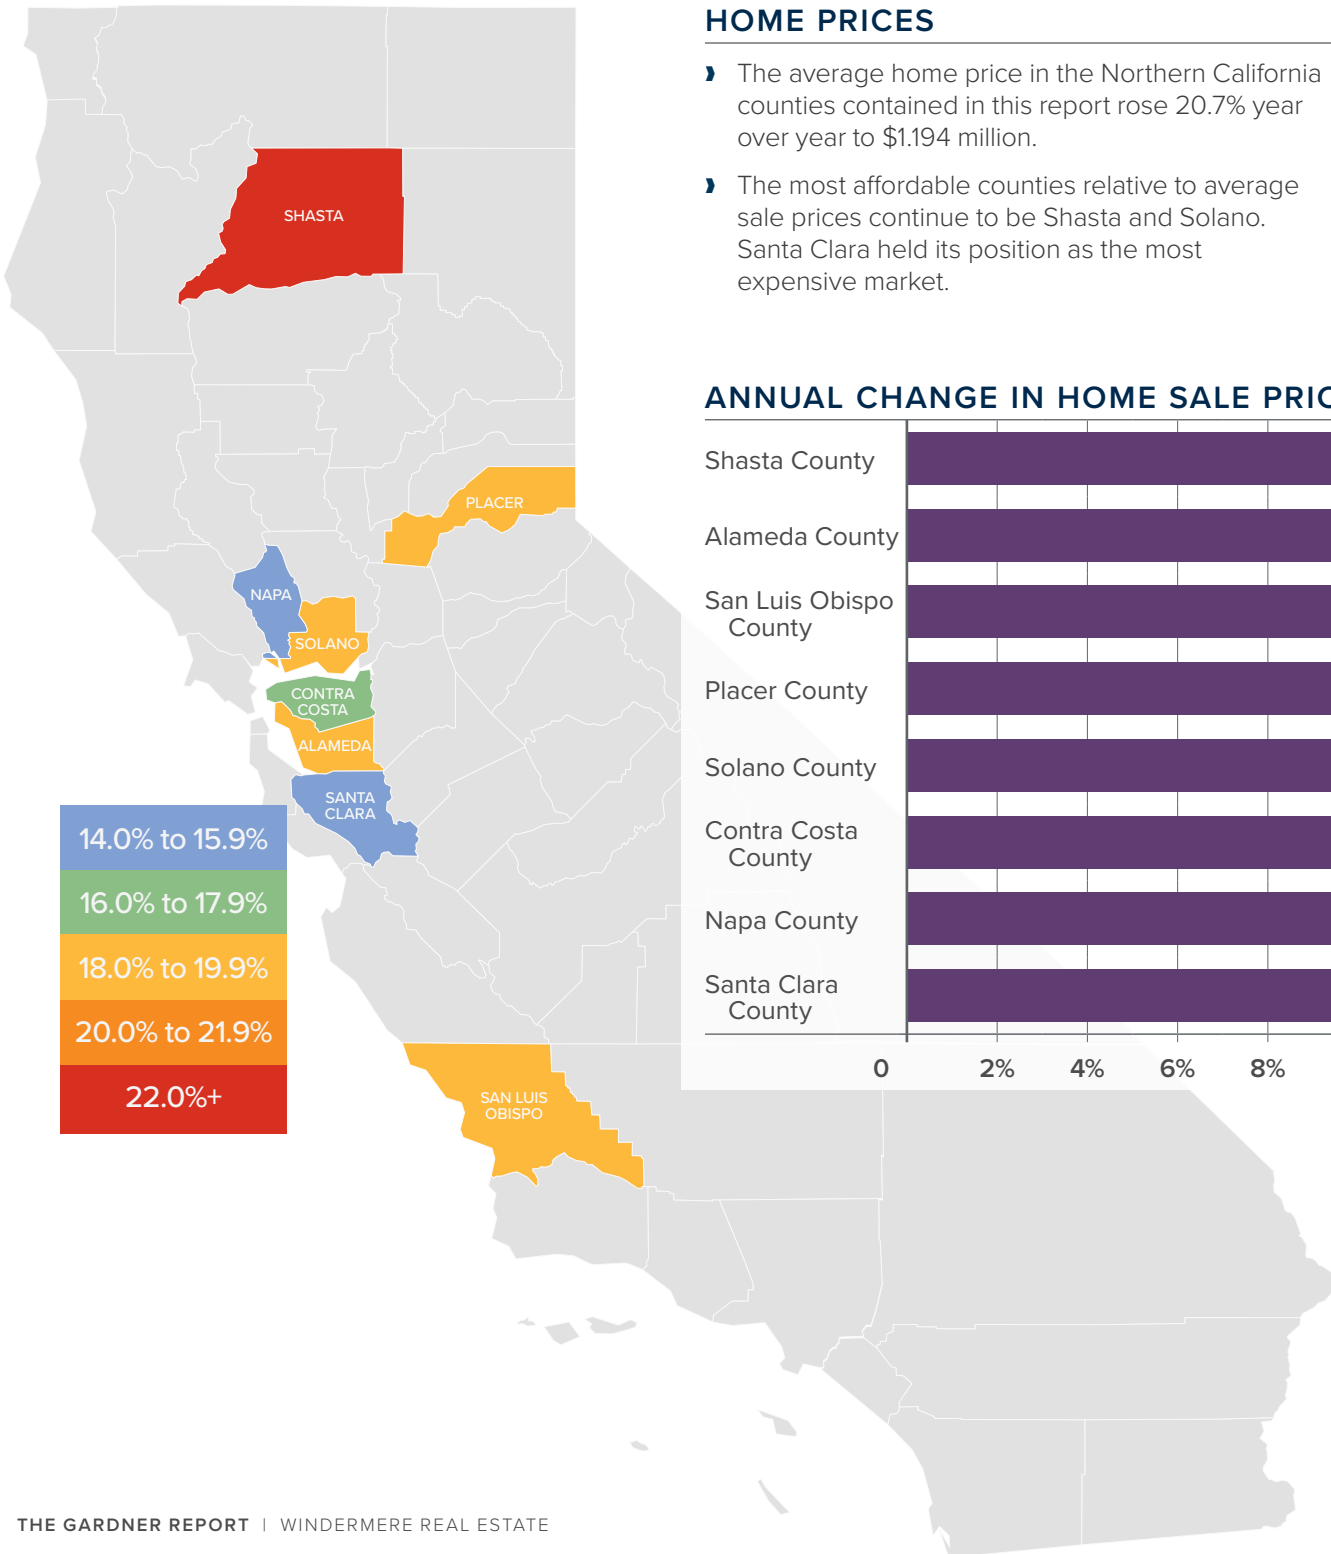 HOME PRICES
❱ The average home price in the Northern California
counties contained in this report rose 20.7% year
over year to $1.194 million.
❱ The most affordable counties relative to average
sale prices continue to be Shasta and Solano.
Santa Clara held its position as the most
expensive market.
SHASTA
PLACER
NAPA
SOLANO
CONTRA
COSTA
ALAMEDA
SANTA
CLARA
SAN LUIS
OBISPO
14.0% to 15.9%
16.0% to 17.9%
18.0% to 19.9%
20.0% to 21.9%
22.0%+
ANNUAL CHANGE IN HOME SALE PRIC
Shasta County
Alameda County
San Luis Obispo
County
Placer County
Solano County
Contra Costa
County
Napa County
Santa Clara
County
0 2% 4% 6% 8%
THE GARDNER REPORT | WINDERMERE REAL ESTATE